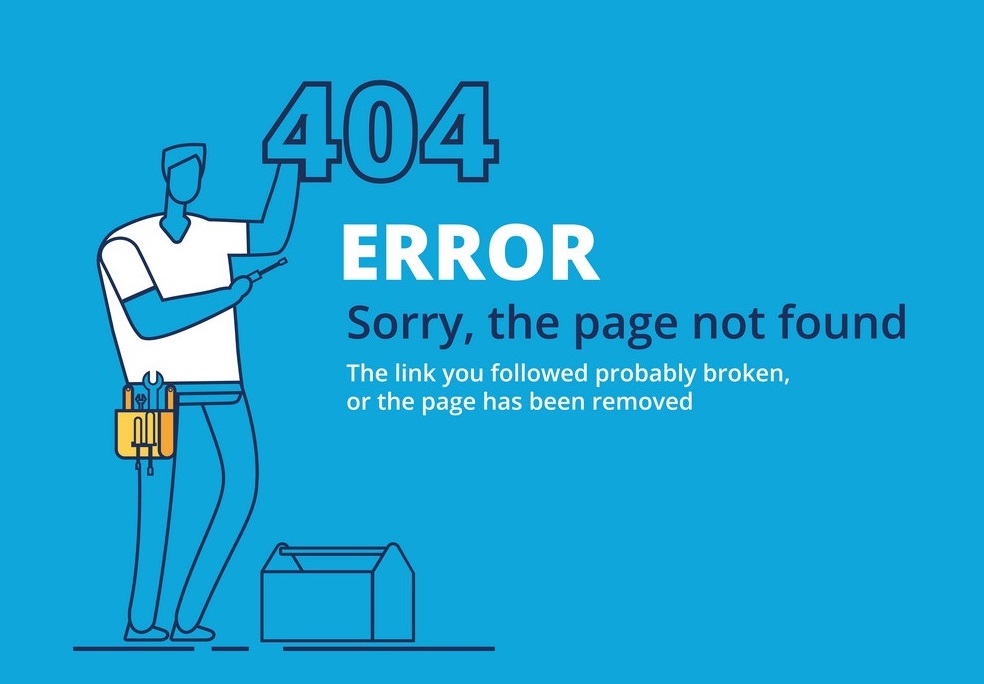 404
ERROR
Sorry, the page not found
The link you followed probably broken,
or the page has been removed